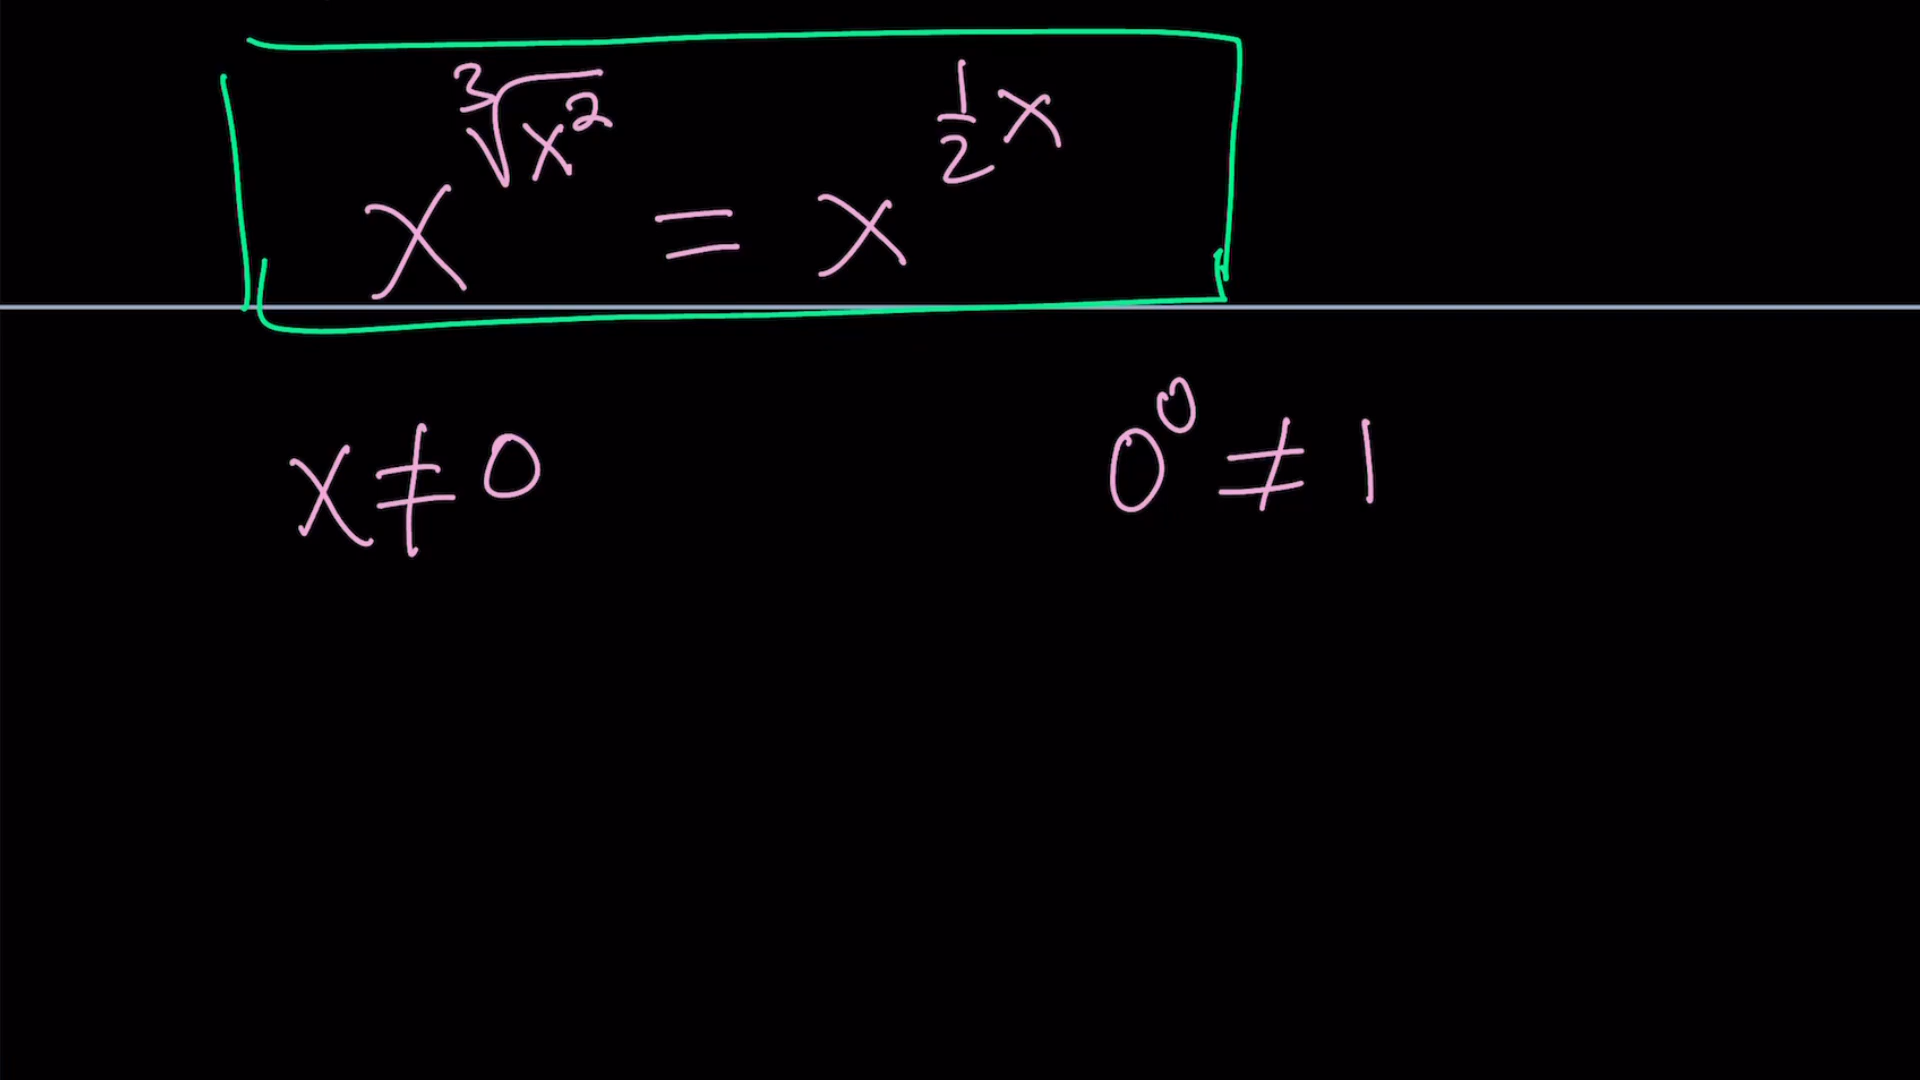 x^∛(x²) = x^(½x)
x ≠ 0 0⁰ ≠ 1